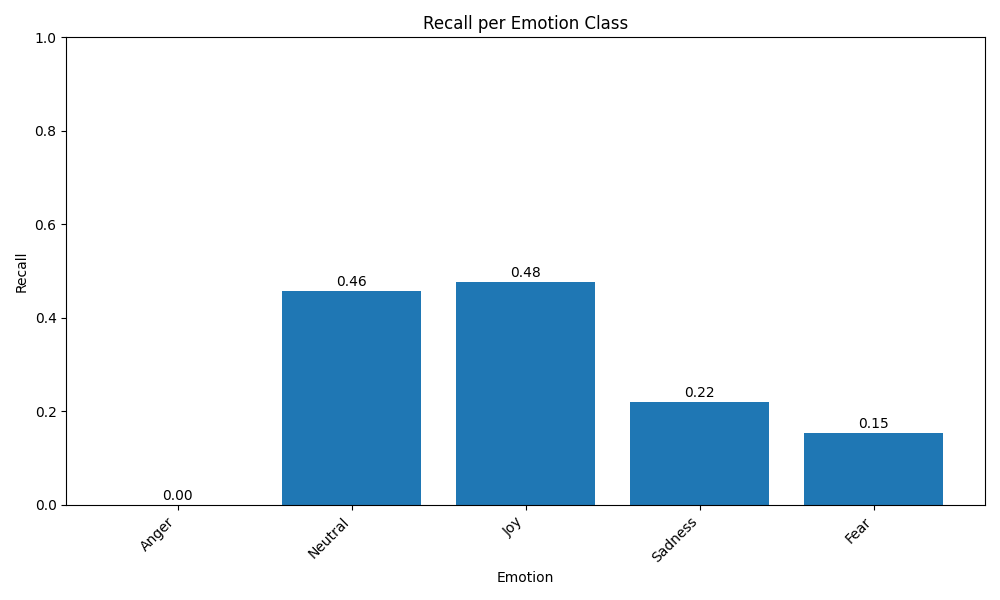 Recall per Emotion Class
1.0
0.8
0.6
0.4
0.2
0.0
Recall
0.00
0.46
0.48
0.22
0.15
Anger
Neutral
Joy
Sadness
Fear
Emotion